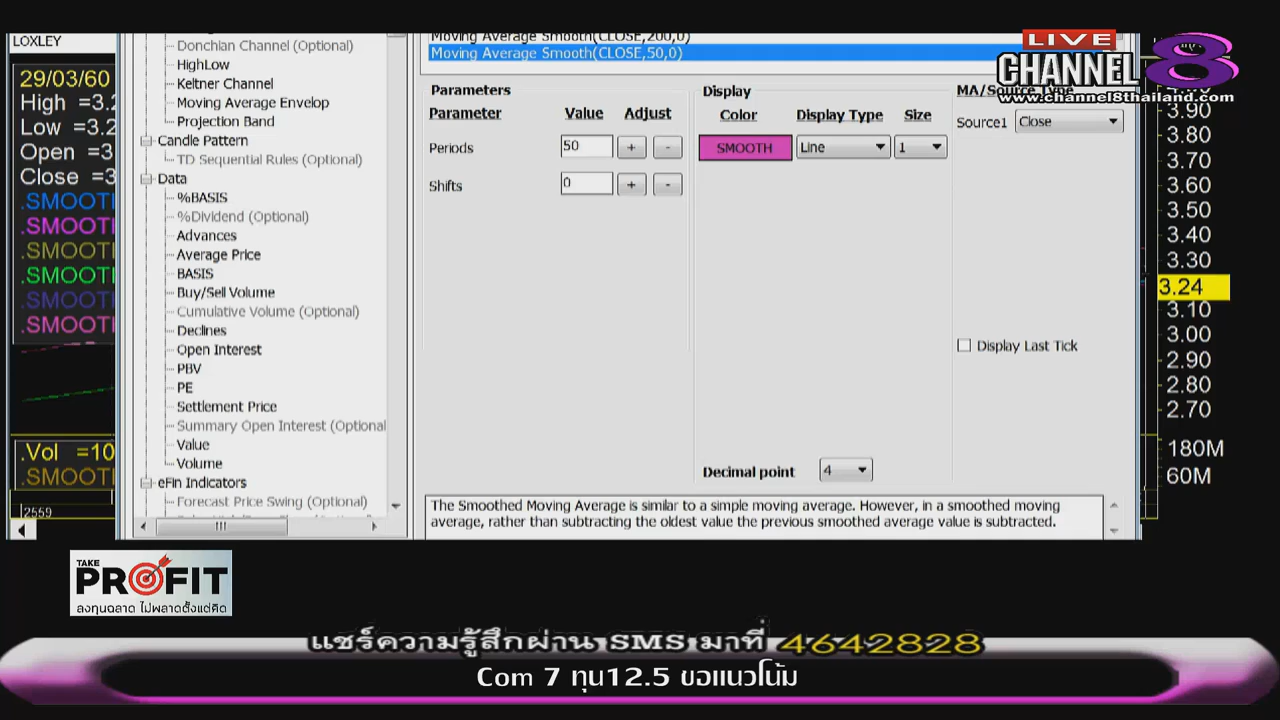 LOXLEY
29/03/60
High =3.2
Low =3.2
Open =3
Close =3
.SMOOTH
.SMOOTH
.SMOOTH
.SMOOTH
.SMOOTH
.SMOOTH
.Vol =10
.SMOOTH
2559
Donchian Channel (Optional)
HighLow
Keltner Channel
Moving Average Envelop
Projection Band
Candle Pattern
TD Sequential Rules (Optional)
Data
%BASIS
%Dividend (Optional)
Advances
Average Price
BASIS
Buy/Sell Volume
Cumulative Volume (Optional)
Declines
Open Interest
PBV
PE
Settlement Price
Summary Open Interest (Optional
Value
Volume
eFin Indicators
Forecast Price Swing (Optional)
Moving Average Smooth(CLOSE,200,0)
Moving Average Smooth(CLOSE,50,0)
Parameters
Parameter Value Adjust
Periods 50 + -
Shifts 0 + -
Display
Color Display Type Size
SMOOTH Line 1
MA/Source Type
Source1 Close
Display Last Tick
Decimal point 4
The Smoothed Moving Average is similar to a simple moving average. However, in a smoothed moving
average, rather than subtracting the oldest value the previous smoothed average value is subtracted.
LIVE
CHANNEL 8
www.channel8thailand.com
3.90
3.80
3.70
3.60
3.50
3.40
3.30
3.24
3.10
3.00
2.90
2.80
2.70
180M
60M
TAKE
PROFIT
ลงทุนฉลาด ไม่พลาดตั้งแต่คิด
แชร์ความรู้สึกผ่าน SMS มาที่ 4642828
Com 7 ทุน12.5 ขอแนวโน้ม